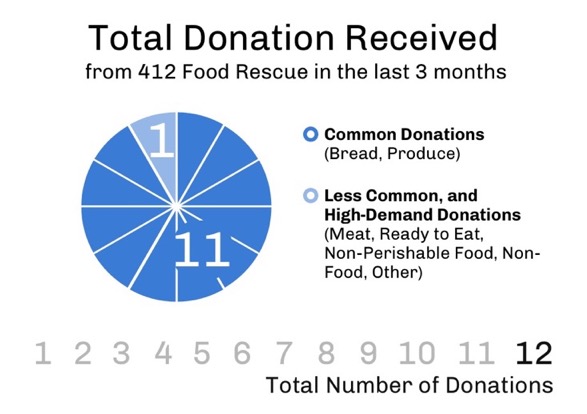 Total Donation Received
from 412 Food Rescue in the last 3 months
1
11
Common Donations
(Bread, Produce)
Less Common, and
High-Demand Donations
(Meat, Ready to Eat,
Non-Perishable Food, Non-
Food, Other)
1 2 3 4 5 6 7 8 9 10 11 12
Total Number of Donations